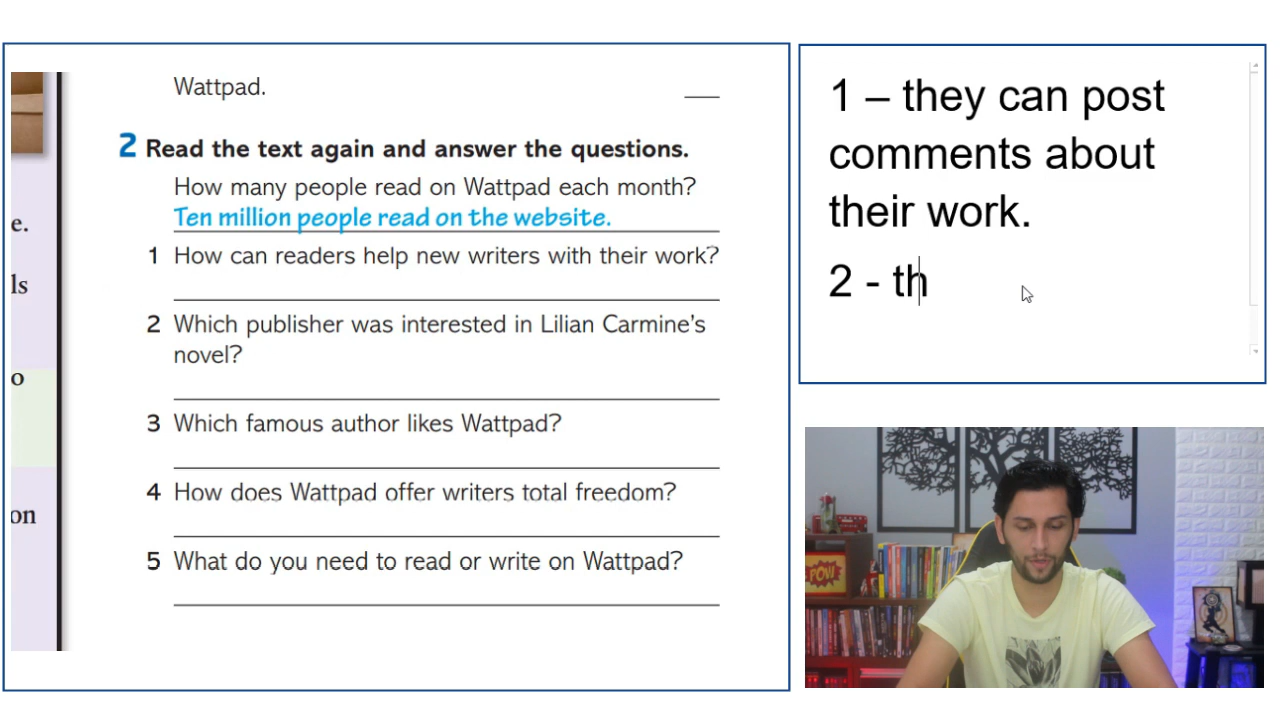 Wattpad.
2 Read the text again and answer the questions.
How many people read on Wattpad each month?
Ten million people read on the website.
1 How can readers help new writers with their work?
2 Which publisher was interested in Lilian Carmine's
novel?
3 Which famous author likes Wattpad?
4 How does Wattpad offer writers total freedom?
5 What do you need to read or write on Wattpad?
e.
ls
o
on
1 – they can post
comments about
their work.
2 - th
POV!